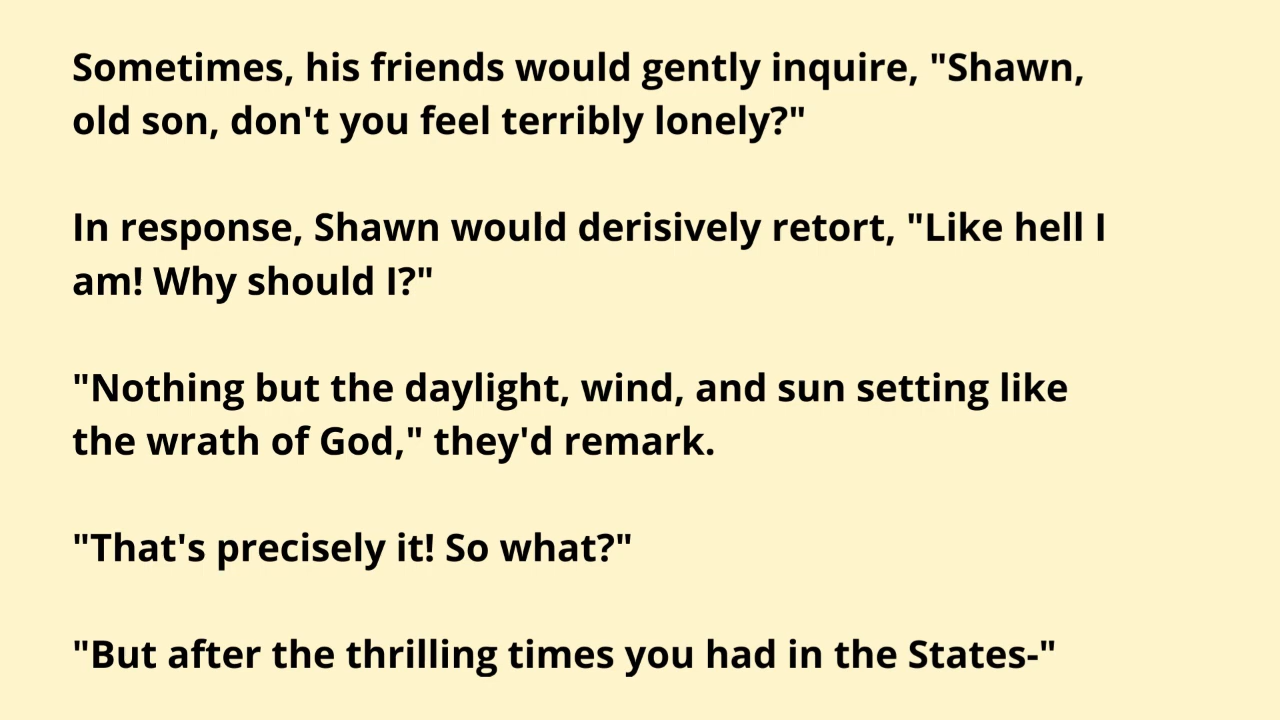 Sometimes, his friends would gently inquire, "Shawn,
old son, don't you feel terribly lonely?"
In response, Shawn would derisively retort, "Like hell I
am! Why should I?"
"Nothing but the daylight, wind, and sun setting like
the wrath of God," they'd remark.
"That's precisely it! So what?"
"But after the thrilling times you had in the States-"